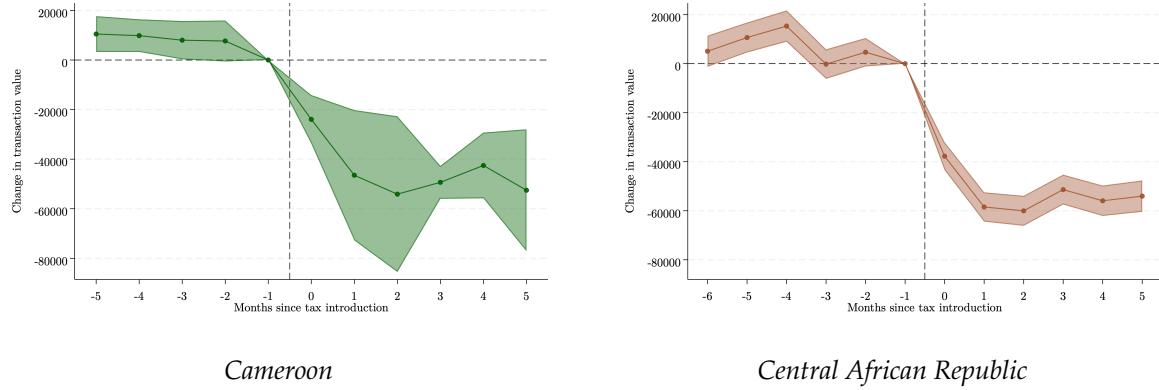 Change in transaction value
20000
0
-20000
-40000
-60000
-80000
-5 -4 -3 -2 -1 0 1 2 3 4 5
Months since tax introduction
Cameroon
Change in transaction value
20000
0
-20000
-40000
-60000
-80000
-6 -5 -4 -3 -2 -1 0 1 2 3 4 5
Months since tax introduction
Central African Republic